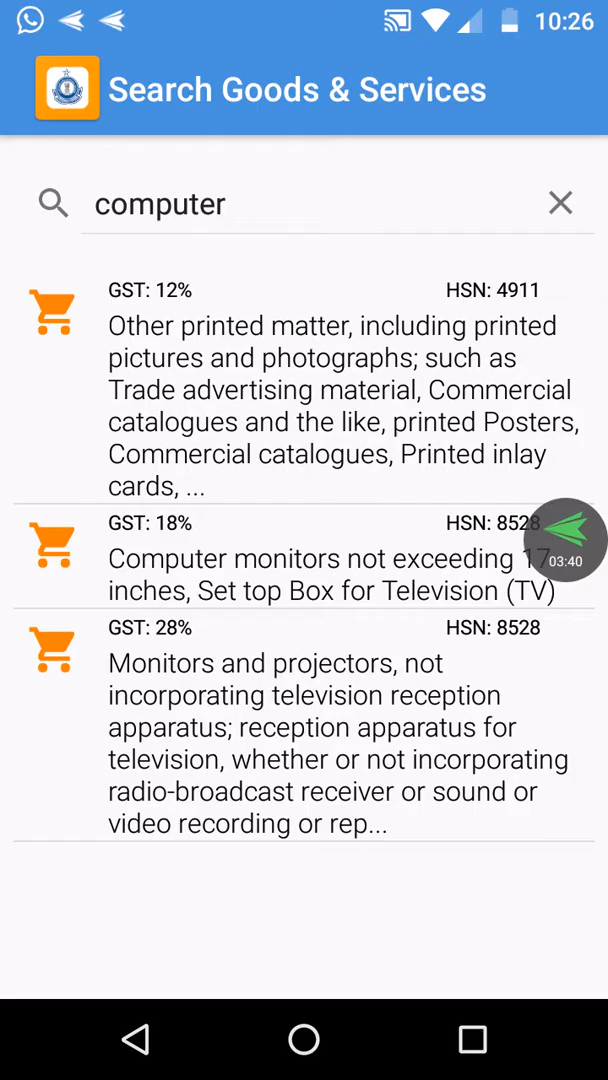 10:26
Search Goods & Services
computer
GST: 12% HSN: 4911
Other printed matter, including printed
pictures and photographs; such as
Trade advertising material, Commercial
catalogues and the like, printed Posters,
Commercial catalogues, Printed inlay
cards, ...
GST: 18% HSN: 8528
Computer monitors not exceeding 17
inches, Set top Box for Television (TV)
03:40
GST: 28% HSN: 8528
Monitors and projectors, not
incorporating television reception
apparatus; reception apparatus for
television, whether or not incorporating
radio-broadcast receiver or sound or
video recording or rep...